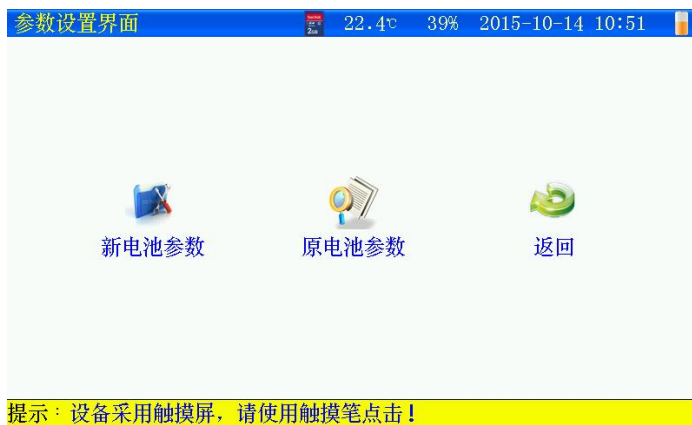 参数设置界面 22.4℃ 39% 2015-10-14 10:51
新电池参数 原电池参数 返回
提示：设备采用触摸屏，请使用触摸笔点击！